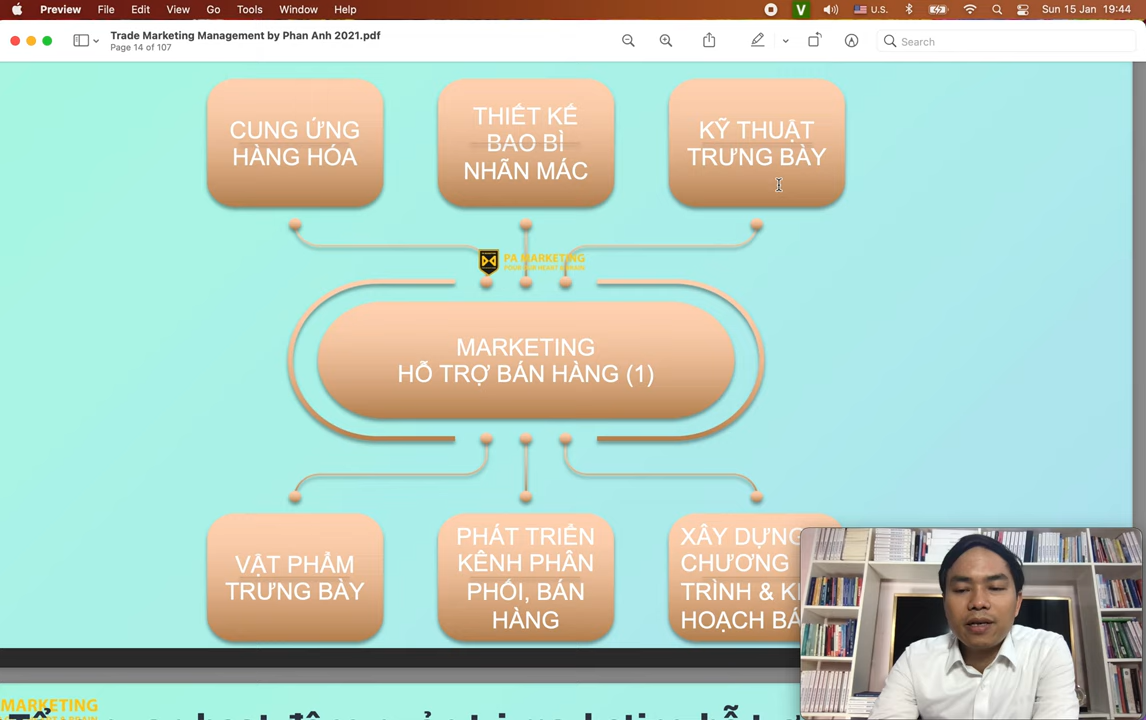 Preview File Edit View Go Tools Window Help
V U.S. Sun 15 Jan 19:44
Trade Marketing Management by Phan Anh 2021.pdf
Page 14 of 107
Search
CUNG ỨNG
HÀNG HÓA
THIẾT KẾ
BAO BÌ
NHÃN MÁC
KỸ THUẬT
TRƯNG BÀY
PA MARKETING
MARKETING
HỖ TRỢ BÁN HÀNG (1)
VẬT PHẨM
TRƯNG BÀY
PHÁT TRIỂN
KÊNH PHÂN
PHỐI, BÁN
HÀNG
XÂY DỰNG
CHƯƠNG
TRÌNH &
HOẠCH
MARKETING